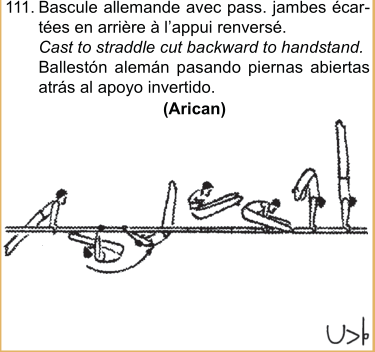 111. Bascule allemande avec pass. jambes écar-
tées en arrière à l'appui renversé.
Cast to straddle cut backward to handstand.
Ballestón alemán pasando piernas abiertas
atrás al apoyo invertido.
(Arican)